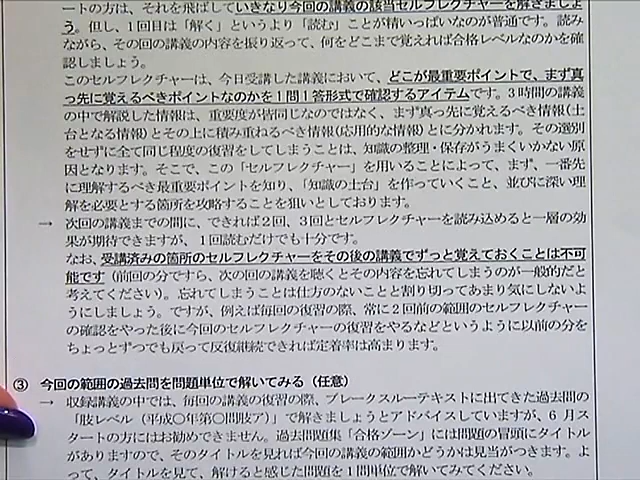 ートの方は、それを飛ばしていきなり今回の講義の該当セルフレクチャーを解きましょ
う。但し、1回目は「解く」というより「読む」ことが精いっぱいなのが普通です。読み
ながら、その回の講義の内容を振り返って、何をどこまで覚えれば合格レベルなのかを確
認しましょう。
このセルフレクチャーは、今日受講した講義において、どこが最重要ポイントで、まず真
っ先に覚えるべきポイントなのかを1問1答形式で確認するアイテムです。3時間の講義
の中で解説した情報は、重要度が皆同じなのではなく、まず真っ先に覚えるべき情報(土
台となる情報)とその上に積み重ねるべき情報(応用的な情報)とに分かれます。その選別
をせずに全て同じ程度の復習をしてしまうことは、知識の整理・保存がうまくいかない原
因となります。そこで、この「セルフレクチャー」を用いることによって、まず、一番先
に理解するべき最重要ポイントを知り、「知識の土台」を作っていくこと、並びに深い理
解を必要とする箇所を攻略することを狙いとしております。
→ 次回の講義までの間に、できれば2回、3回とセルフレクチャーを読み込めると一層の効
果が期待できますが、1回読むだけでも十分です。
なお、受講済みの箇所のセルフレクチャーをその後の講義でずっと覚えておくことは不可
能です（前回の分ですら、次の回の講義を聴くとその内容を忘れてしまうのが一般的だと
考えてください）。忘れてしまうことは仕方のないことと割り切ってあまり気にしないよ
うにしましょう。ですが、例えば毎回の復習の際、常に2回前の範囲のセルフレクチャー
の確認をやった後に今回のセルフレクチャーの復習をやるなどというように以前の分を
ちょっとずつでも戻って反復継続できれば定着率は高まります。
③ 今回の範囲の過去問を問題単位で解いてみる（任意）
→ 収録講義の中では、毎回の講義の復習の際、ブレークスルーテキストに出てきた過去問の
「肢レベル（平成〇年第〇問肢ア）」で解きましょうとアドバイスしていますが、6月ス
タートの方にはお勧めできません。過去問題集「合格ゾーン」には問題の冒頭にタイトル
がありますので、そのタイトルを見れば今回の講義の範囲かどうかは見当がつきます。よ
って、タイトルを見て、解けると感じた問題を1問単位で解いてみてください。